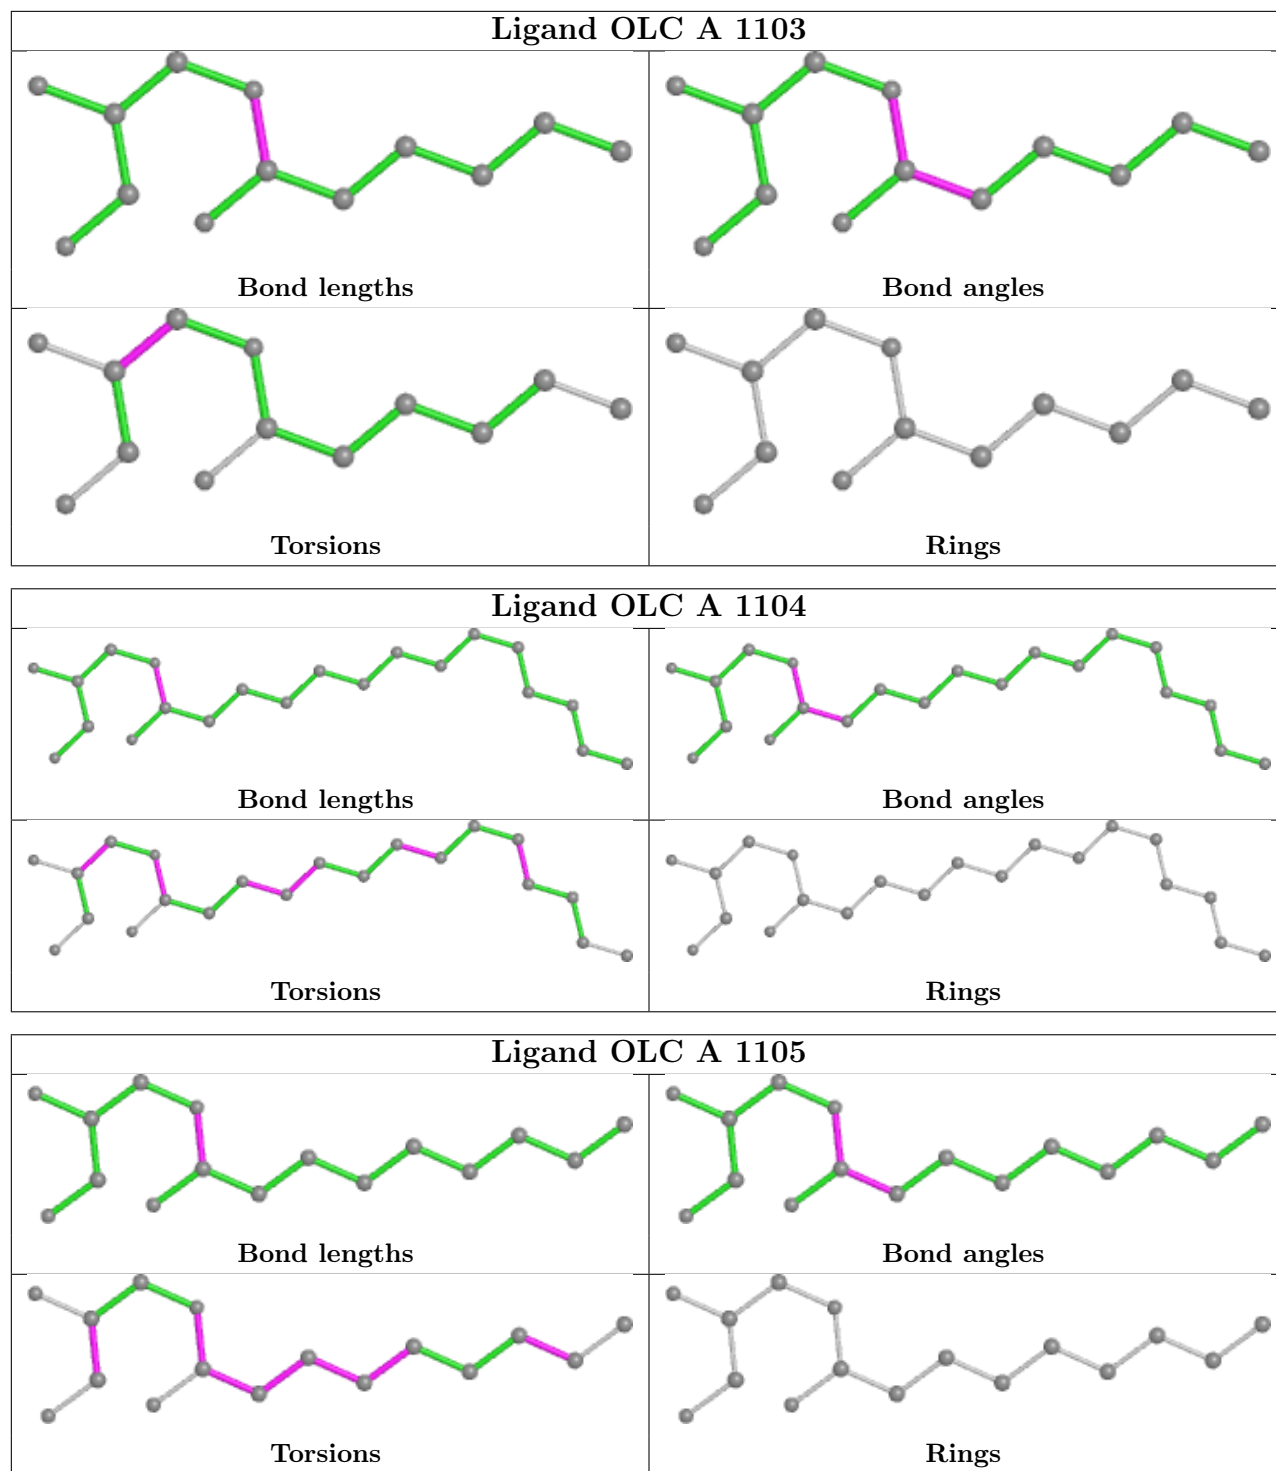 Ligand OLC A 1103
Bond lengths
Bond angles
Torsions
Rings
Ligand OLC A 1104
Bond lengths
Bond angles
Torsions
Rings
Ligand OLC A 1105
Bond lengths
Bond angles
Torsions
Rings